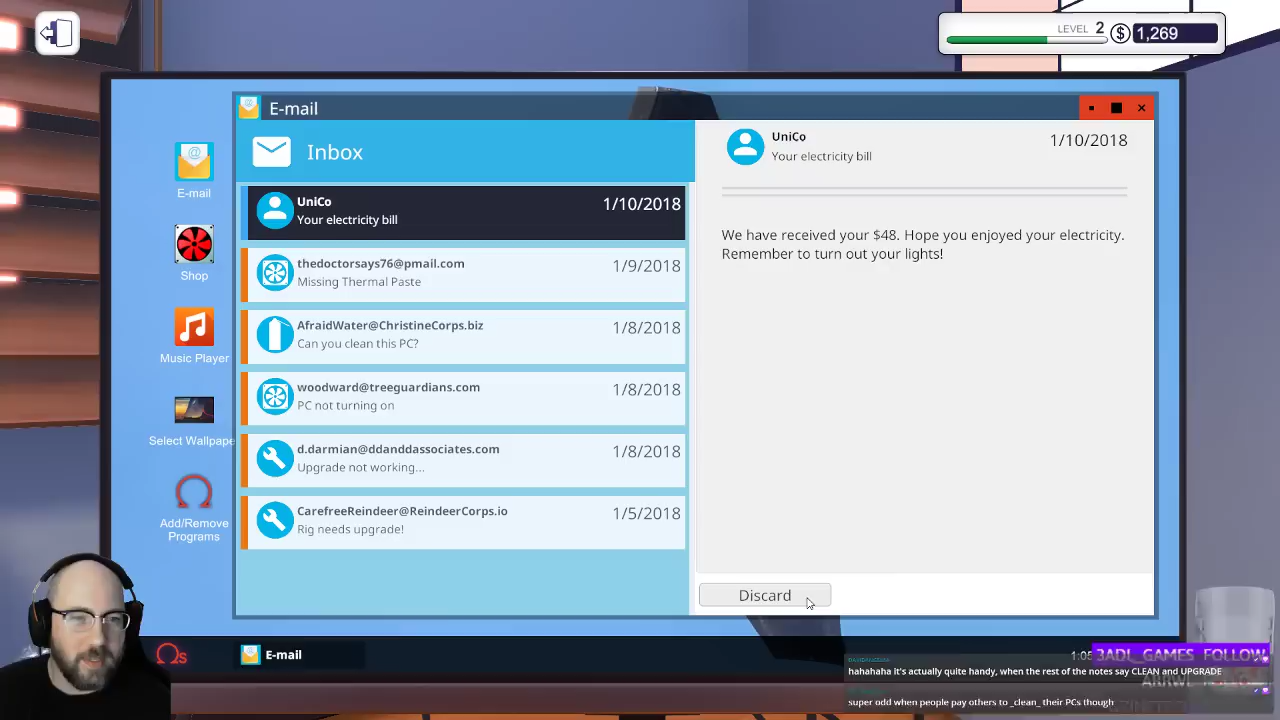 LEVEL 2
$ 1,269
E-mail
Inbox
UniCo
Your electricity bill
1/10/2018
thedoctorsays76@pmail.com
Missing Thermal Paste
1/9/2018
AfraidWater@ChristineCorps.biz
Can you clean this PC?
1/8/2018
woodward@treeguardians.com
PC not turning on
1/8/2018
d.darmian@ddanddassociates.com
Upgrade not working...
1/8/2018
CarefreeReindeer@ReindeerCorps.io
Rig needs upgrade!
1/5/2018
UniCo
Your electricity bill
1/10/2018
We have received your $48. Hope you enjoyed your electricity.
Remember to turn out your lights!
Discard
E-mail
Shop
Music Player
Select Wallpape
Add/Remove
Programs
E-mail
1:05
3ADL_GAMES FOLLOW
hahahaha it's actually quite handy, when the rest of the notes say CLEAN and UPGRADE
super odd when people pay others to _clean_ their PCs though